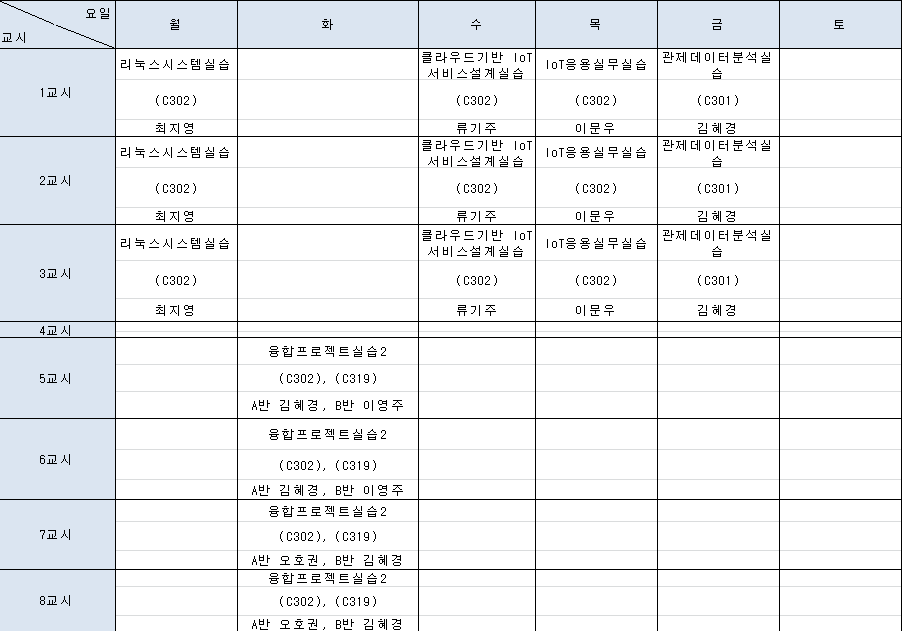 요일
교시
월 화 수 목 금 토
1교시
리눅스시스템실습 클라우드기반 IoT서비스설계실습 IoT응용실무실습 관제데이터분석실습
(C302) (C302) (C302) (C301)
최지영 류기주 이문우 김혜경
2교시
리눅스시스템실습 클라우드기반 IoT서비스설계실습 IoT응용실무실습 관제데이터분석실습
(C302) (C302) (C302) (C301)
최지영 류기주 이문우 김혜경
3교시
리눅스시스템실습 클라우드기반 IoT서비스설계실습 IoT응용실무실습 관제데이터분석실습
(C302) (C302) (C302) (C301)
최지영 류기주 이문우 김혜경
4교시
5교시
융합프로젝트실습2
(C302), (C319)
A반 김혜경, B반 이영주
6교시
융합프로젝트실습2
(C302), (C319)
A반 김혜경, B반 이영주
7교시
융합프로젝트실습2
(C302), (C319)
A반 오호권, B반 김혜경
8교시
융합프로젝트실습2
(C302), (C319)
A반 오호권, B반 김혜경